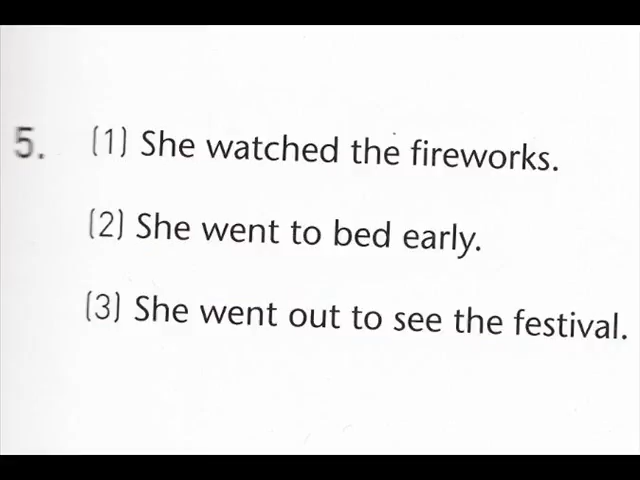 5. (1) She watched the fireworks.
(2) She went to bed early.
(3) She went out to see the festival.